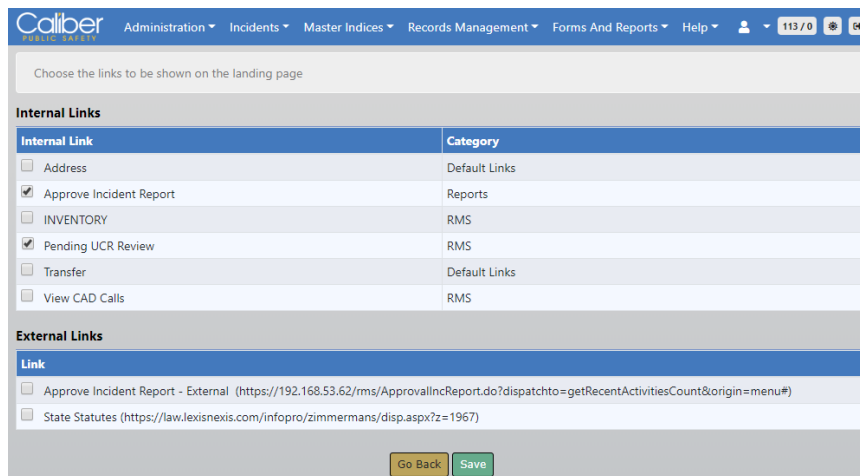 Caliber
PUBLIC SAFETY
Administration Incidents Master Indices Records Management Forms And Reports Help 113 / 0
Choose the links to be shown on the landing page
Internal Links
Internal Link Category
Address Default Links
Approve Incident Report Reports
INVENTORY RMS
Pending UCR Review RMS
Transfer Default Links
View CAD Calls RMS
External Links
Link
Approve Incident Report - External (https://192.168.53.62/rms/ApprovalIncReport.do?dispatchto=getRecentActivitiesCount&origin=menu#)
State Statutes (https://law.lexisnexis.com/infopro/zimmermans/disp.aspx?z=1967)
Go Back Save